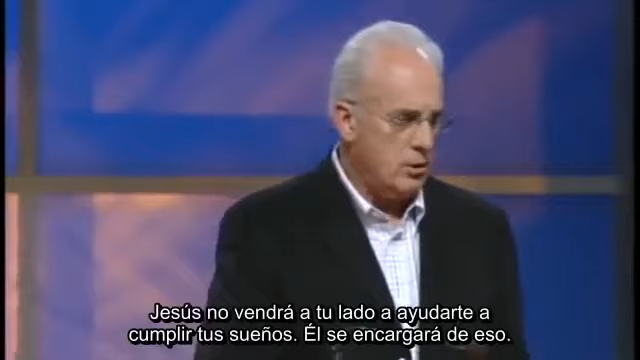 Jesús no vendrá a tu lado a ayudarte a
cumplir tus sueños. Él se encargará de eso.